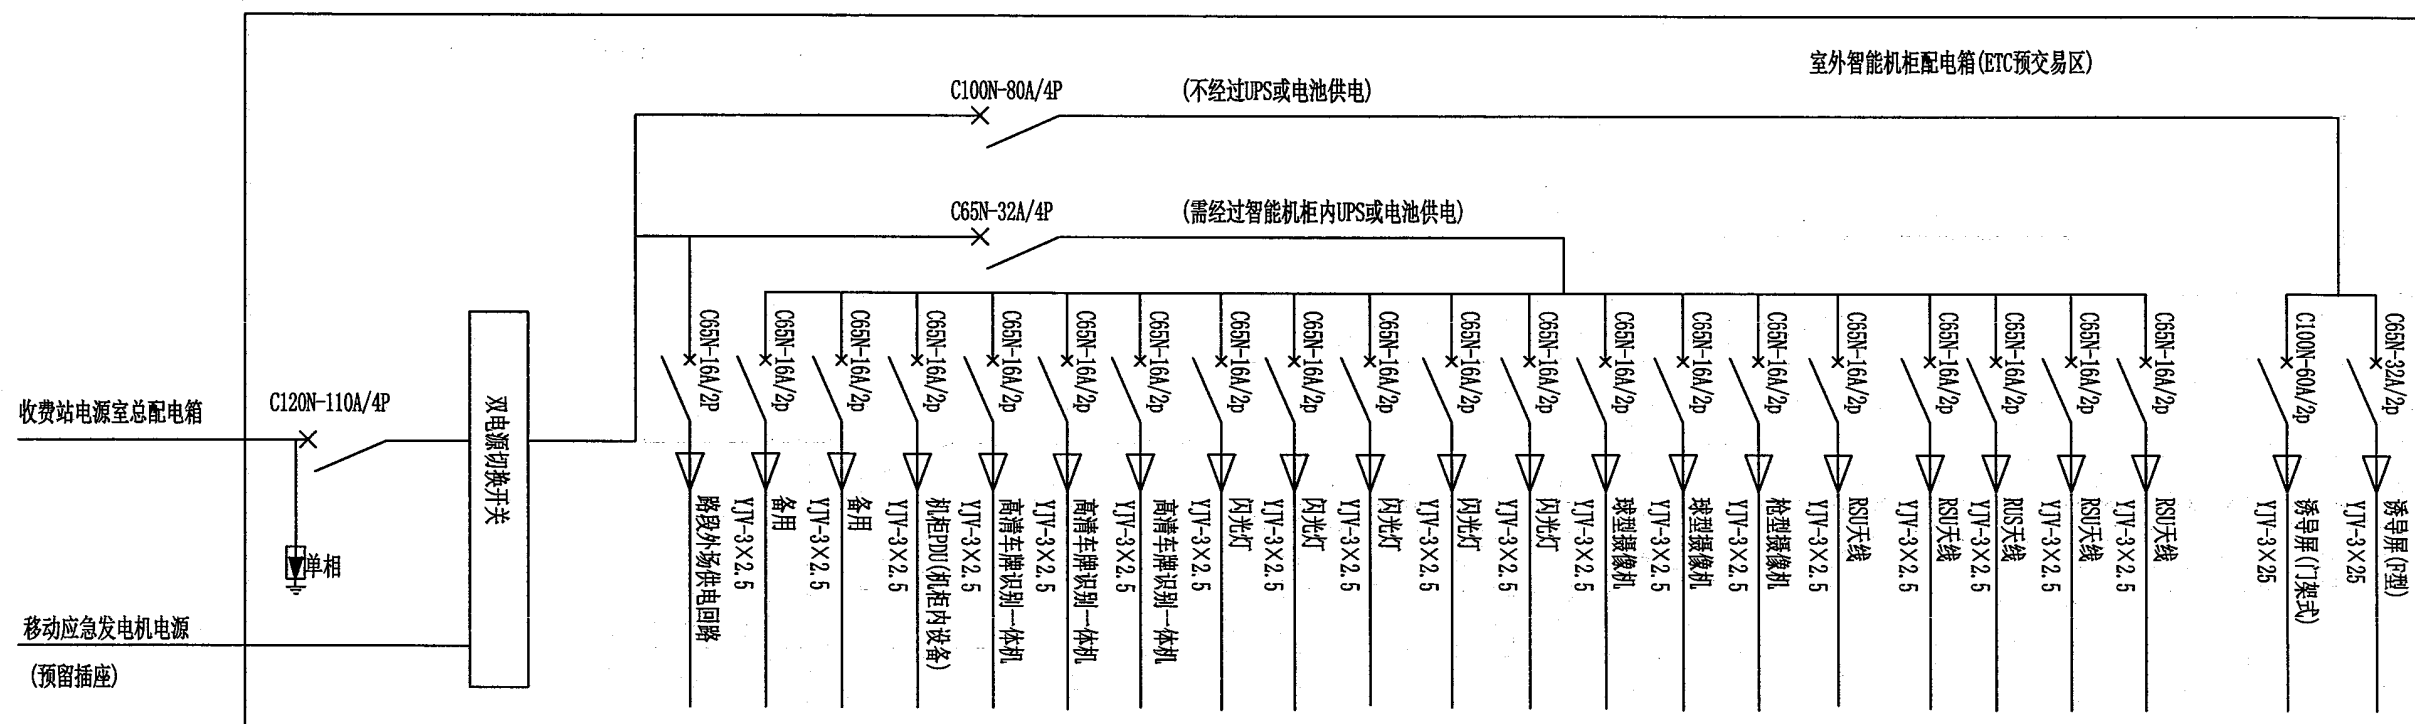 室外智能机柜配电箱(ETC预交易区)
C100N-80A/4P
(不经过UPS或电池供电)
C65N-32A/4P
(需经过智能机柜内UPS或电池供电)
收费站电源室总配电箱
C120N-110A/4P
单相
移动应急发电机电源
(预留插座)
双电源切换开关
C65N-16A/2p
路段外场供电回路
C65N-16A/2p
备用
YJV-3×2.5
C65N-16A/2p
备用
YJV-3×2.5
C65N-16A/2p
机柜PDU(机柜内设备)
YJV-3×2.5
C65N-16A/2p
高清车牌识别一体机
YJV-3×2.5
C65N-16A/2p
高清车牌识别一体机
YJV-3×2.5
C65N-16A/2p
高清车牌识别一体机
YJV-3×2.5
C65N-16A/2p
闪光灯
YJV-3×2.5
C65N-16A/2p
闪光灯
YJV-3×2.5
C65N-16A/2p
闪光灯
YJV-3×2.5
C65N-16A/2p
闪光灯
YJV-3×2.5
C65N-16A/2p
闪光灯
YJV-3×2.5
C65N-16A/2p
球型摄像机
YJV-3×2.5
C65N-16A/2p
球型摄像机
YJV-3×2.5
C65N-16A/2p
枪型摄像机
YJV-3×2.5
C65N-16A/2p
RSU天线
YJV-3×2.5
C65N-16A/2p
RSU天线
YJV-3×2.5
C65N-16A/2p
RUS天线
YJV-3×2.5
C65N-16A/2p
RSU天线
YJV-3×2.5
C65N-16A/2p
RSU天线
YJV-3×2.5
C100N-60A/2p
诱导屏(门架式)
YJV-3×25
C65N-32A/2p
诱导屏(F型)
YJV-3×25